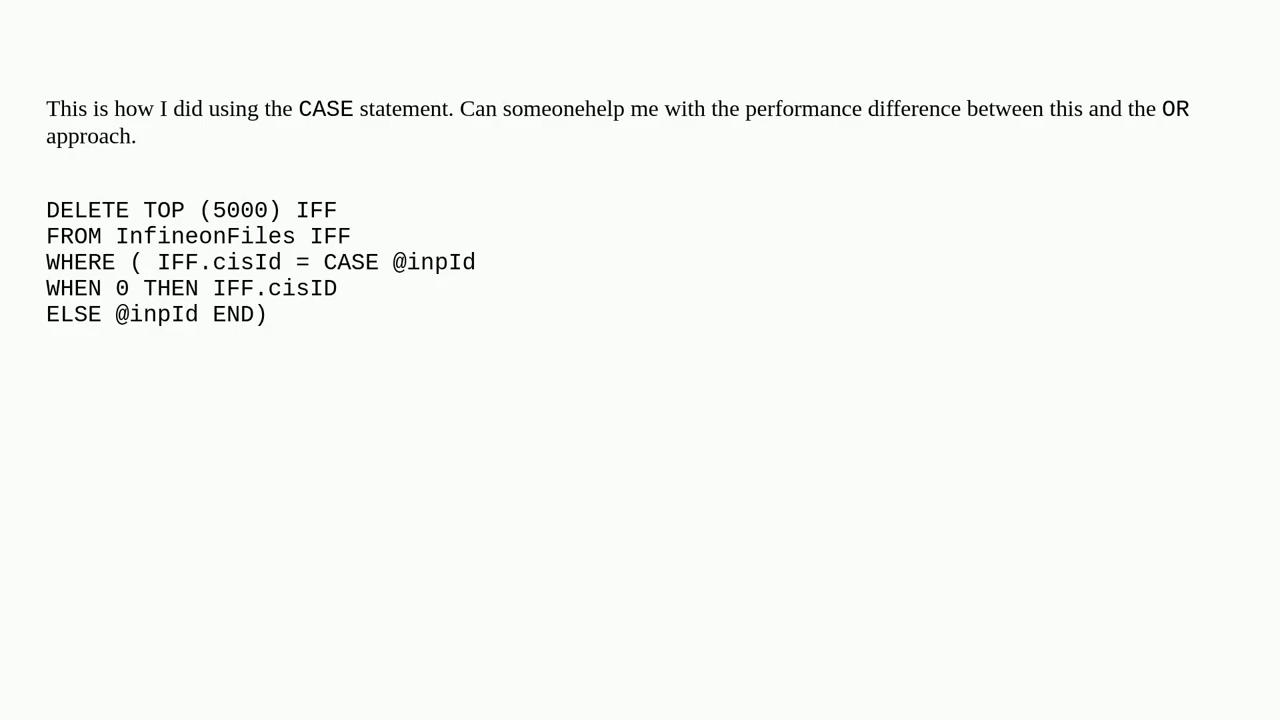 This is how I did using the CASE statement. Can someonehelp me with the performance difference between this and the OR
approach.
DELETE TOP (5000) IFF
FROM InfineonFiles IFF
WHERE ( IFF.cisId = CASE @inpId
WHEN 0 THEN IFF.cisID
ELSE @inpId END)